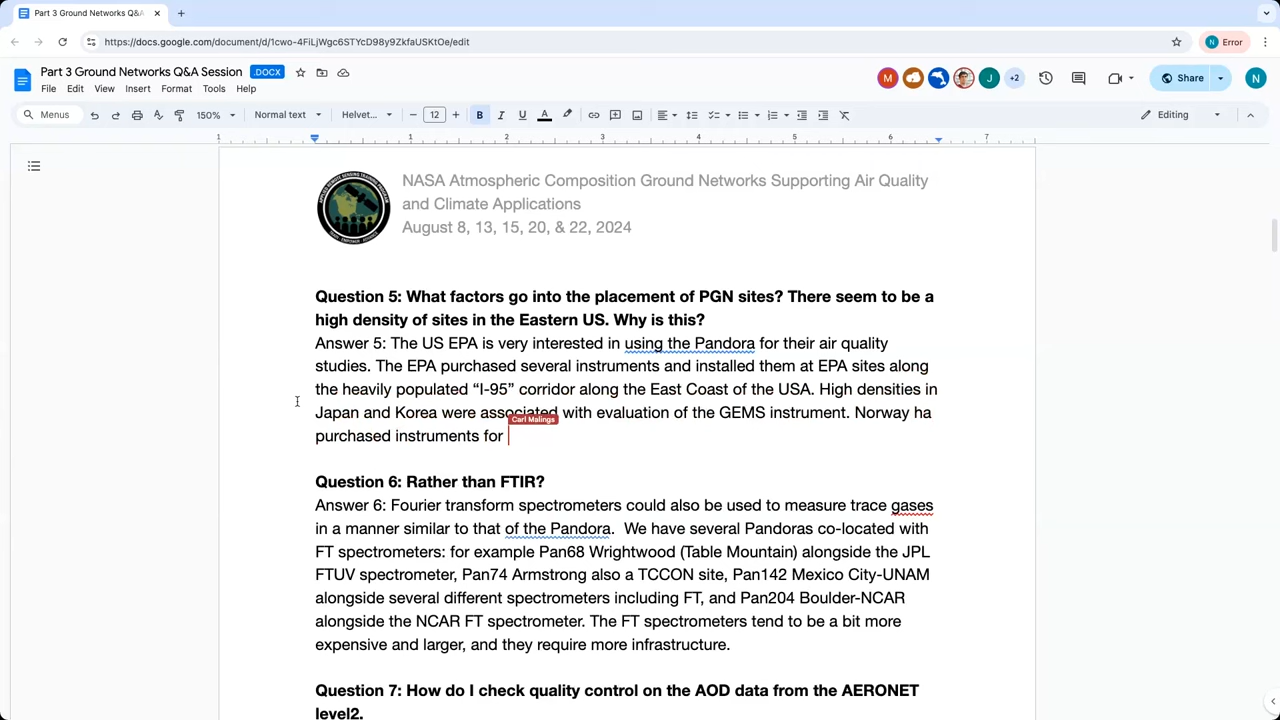 Part 3 Ground Networks Q&A
https://docs.google.com/document/d/1cwo-4FiLjWgc6STYcD98y9ZkfaUSKtOe/edit
N Error
Part 3 Ground Networks Q&A Session .DOCX
M J +2 Share N
File Edit View Insert Format Tools Help
Menus 150% Normal text Helvet... 12 B I U A Editing
1 1 2 3 4 5 6 7
NASA Atmospheric Composition Ground Networks Supporting Air Quality
and Climate Applications
August 8, 13, 15, 20, & 22, 2024
Question 5: What factors go into the placement of PGN sites? There seem to be a
high density of sites in the Eastern US. Why is this?
Answer 5: The US EPA is very interested in using the Pandora for their air quality
studies. The EPA purchased several instruments and installed them at EPA sites along
the heavily populated “I-95” corridor along the East Coast of the USA. High densities in
Japan and Korea were associated with evaluation of the GEMS instrument. Norway ha
Carl Malings
purchased instruments for
Question 6: Rather than FTIR?
Answer 6: Fourier transform spectrometers could also be used to measure trace gases
in a manner similar to that of the Pandora.  We have several Pandoras co-located with
FT spectrometers: for example Pan68 Wrightwood (Table Mountain) alongside the JPL
FTUV spectrometer, Pan74 Armstrong also a TCCON site, Pan142 Mexico City-UNAM
alongside several different spectrometers including FT, and Pan204 Boulder-NCAR
alongside the NCAR FT spectrometer. The FT spectrometers tend to be a bit more
expensive and larger, and they require more infrastructure.
Question 7: How do I check quality control on the AOD data from the AERONET
level2.